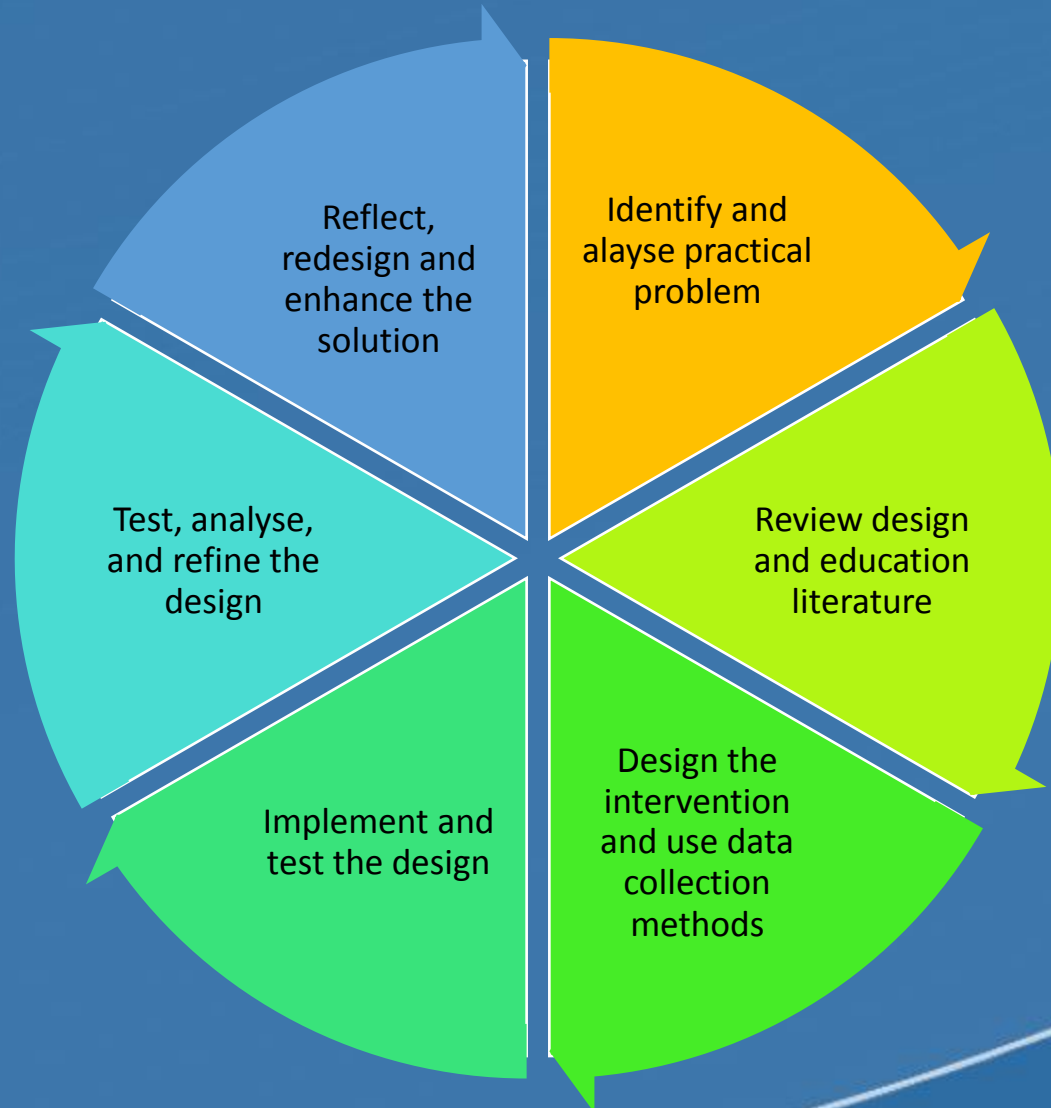 Identify and
alayse practical
problem
Review design
and education
literature
Design the
intervention
and use data
collection
methods
Implement and
test the design
Test, analyse,
and refine the
design
Reflect,
redesign and
enhance the
solution